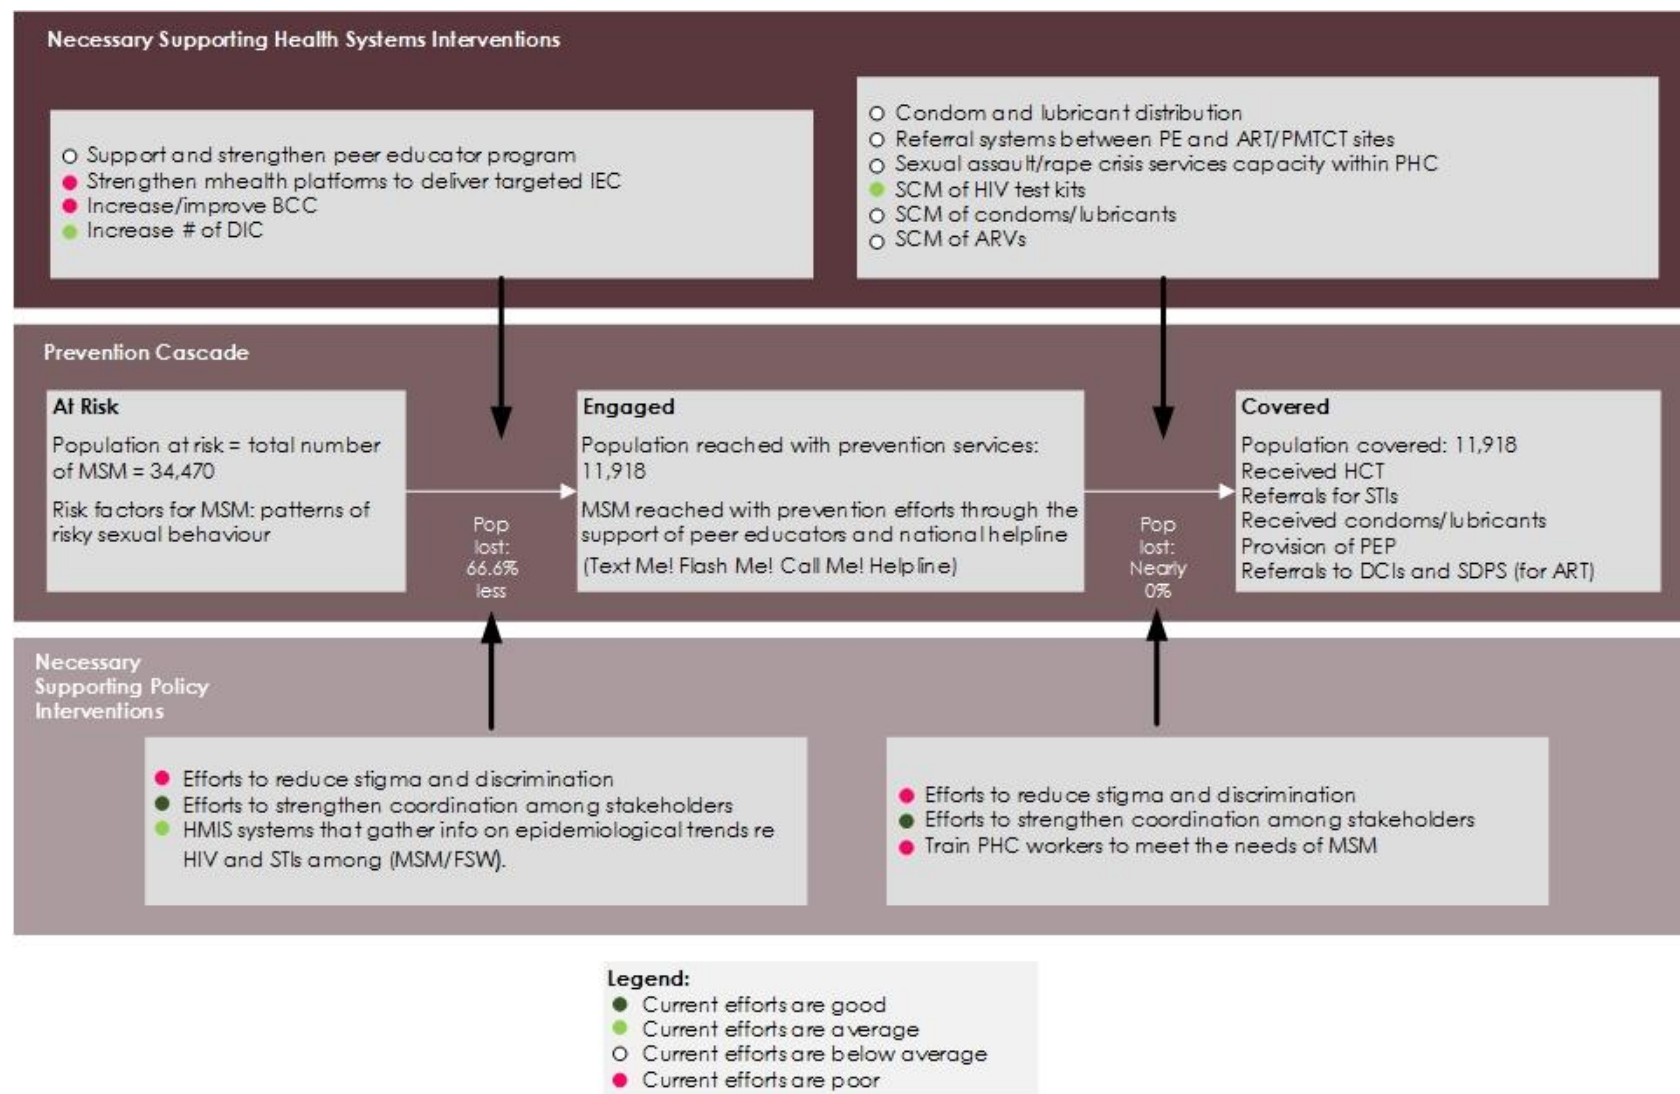 Necessary Supporting Health Systems Interventions
Support and strengthen peer educator program
Strengthen mhealth platforms to deliver targeted IEC
Increase/improve BCC
Increase # of DIC
Condom and lubricant distribution
Referral systems between PE and ART/PMTCT sites
Sexual assault/rape crisis services capacity within PHC
SCM of HIV test kits
SCM of condoms/lubricants
SCM of ARVs
Prevention Cascade
At Risk
Population at risk = total number
of MSM = 34,470
Risk factors for MSM: patterns of
risky sexual behaviour
Pop
lost:
66.6%
less
Engaged
Population reached with prevention services:
11,918
MSM reached with prevention efforts through the
support of peer educators and national helpline
(Text Me! Flash Me! Call Me! Helpline)
Pop
lost:
Nearly
0%
Covered
Population covered: 11,918
Received HCT
Referrals for STIs
Received condoms/lubricants
Provision of PEP
Referrals to DCIs and SDPS (for ART)
Necessary
Supporting Policy
Interventions
Efforts to reduce stigma and discrimination
Efforts to strengthen coordination among stakeholders
HMIS systems that gather info on epidemiological trends re
HIV and STIs among (MSM/FSW).
Efforts to reduce stigma and discrimination
Efforts to strengthen coordination among stakeholders
Train PHC workers to meet the needs of MSM
Legend:
Current efforts are good
Current efforts are average
Current efforts are below average
Current efforts are poor